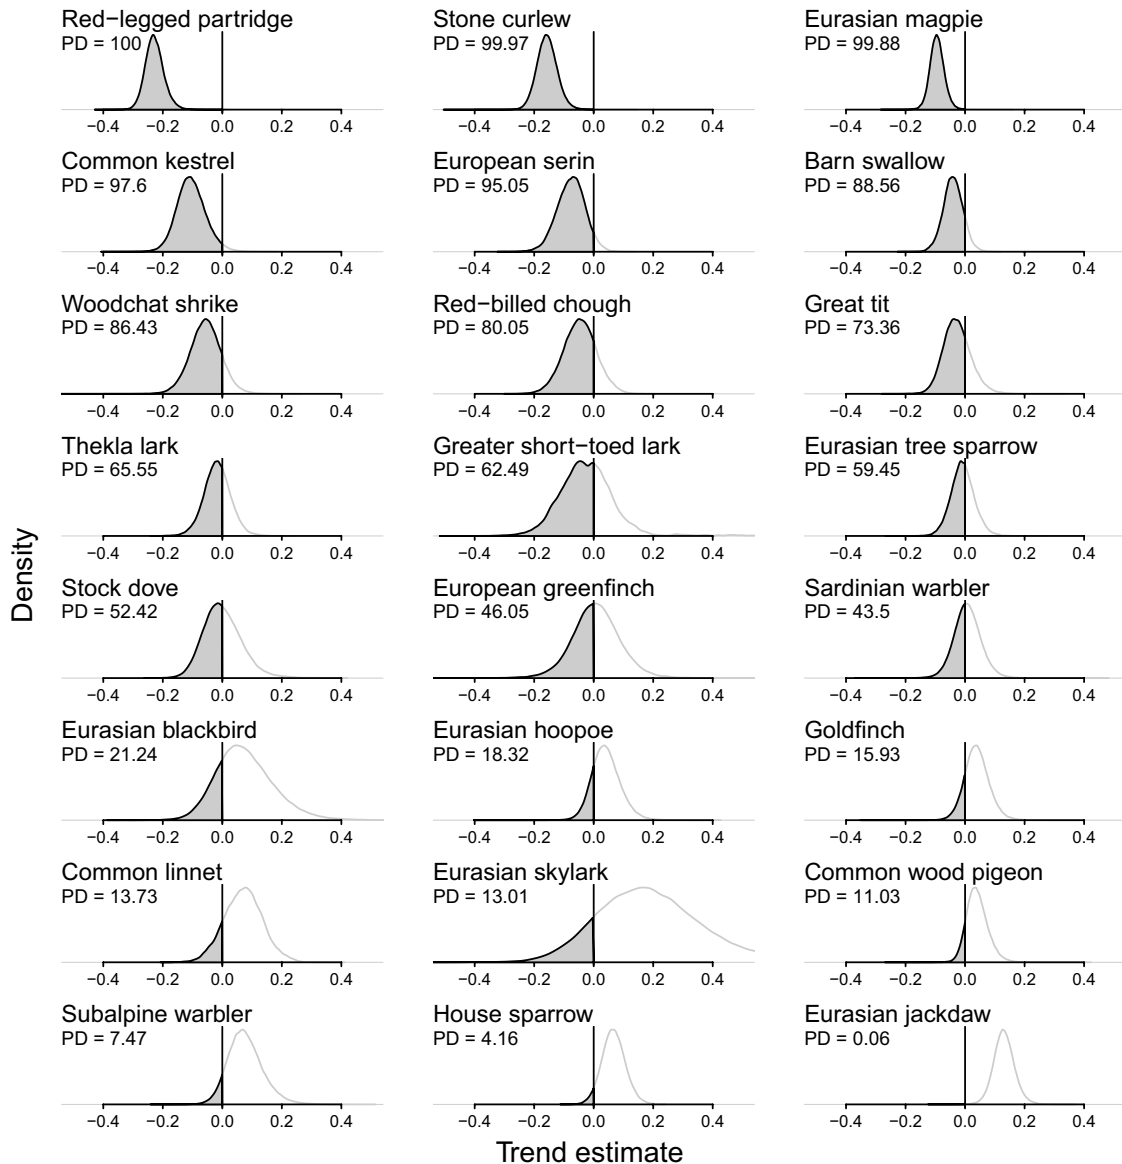 Red−legged partridge
PD = 100
−0.4 −0.2 0.0 0.2 0.4
Stone curlew
PD = 99.97
−0.4 −0.2 0.0 0.2 0.4
Eurasian magpie
PD = 99.88
−0.4 −0.2 0.0 0.2 0.4
Common kestrel
PD = 97.6
−0.4 −0.2 0.0 0.2 0.4
European serin
PD = 95.05
−0.4 −0.2 0.0 0.2 0.4
Barn swallow
PD = 88.56
−0.4 −0.2 0.0 0.2 0.4
Woodchat shrike
PD = 86.43
−0.4 −0.2 0.0 0.2 0.4
Red−billed chough
PD = 80.05
−0.4 −0.2 0.0 0.2 0.4
Great tit
PD = 73.36
−0.4 −0.2 0.0 0.2 0.4
Thekla lark
PD = 65.55
−0.4 −0.2 0.0 0.2 0.4
Greater short−toed lark
PD = 62.49
−0.4 −0.2 0.0 0.2 0.4
Eurasian tree sparrow
PD = 59.45
−0.4 −0.2 0.0 0.2 0.4
Stock dove
PD = 52.42
−0.4 −0.2 0.0 0.2 0.4
European greenfinch
PD = 46.05
−0.4 −0.2 0.0 0.2 0.4
Sardinian warbler
PD = 43.5
−0.4 −0.2 0.0 0.2 0.4
Eurasian blackbird
PD = 21.24
−0.4 −0.2 0.0 0.2 0.4
Eurasian hoopoe
PD = 18.32
−0.4 −0.2 0.0 0.2 0.4
Goldfinch
PD = 15.93
−0.4 −0.2 0.0 0.2 0.4
Common linnet
PD = 13.73
−0.4 −0.2 0.0 0.2 0.4
Eurasian skylark
PD = 13.01
−0.4 −0.2 0.0 0.2 0.4
Common wood pigeon
PD = 11.03
−0.4 −0.2 0.0 0.2 0.4
Subalpine warbler
PD = 7.47
−0.4 −0.2 0.0 0.2 0.4
House sparrow
PD = 4.16
−0.4 −0.2 0.0 0.2 0.4
Eurasian jackdaw
PD = 0.06
−0.4 −0.2 0.0 0.2 0.4
Density
Trend estimate